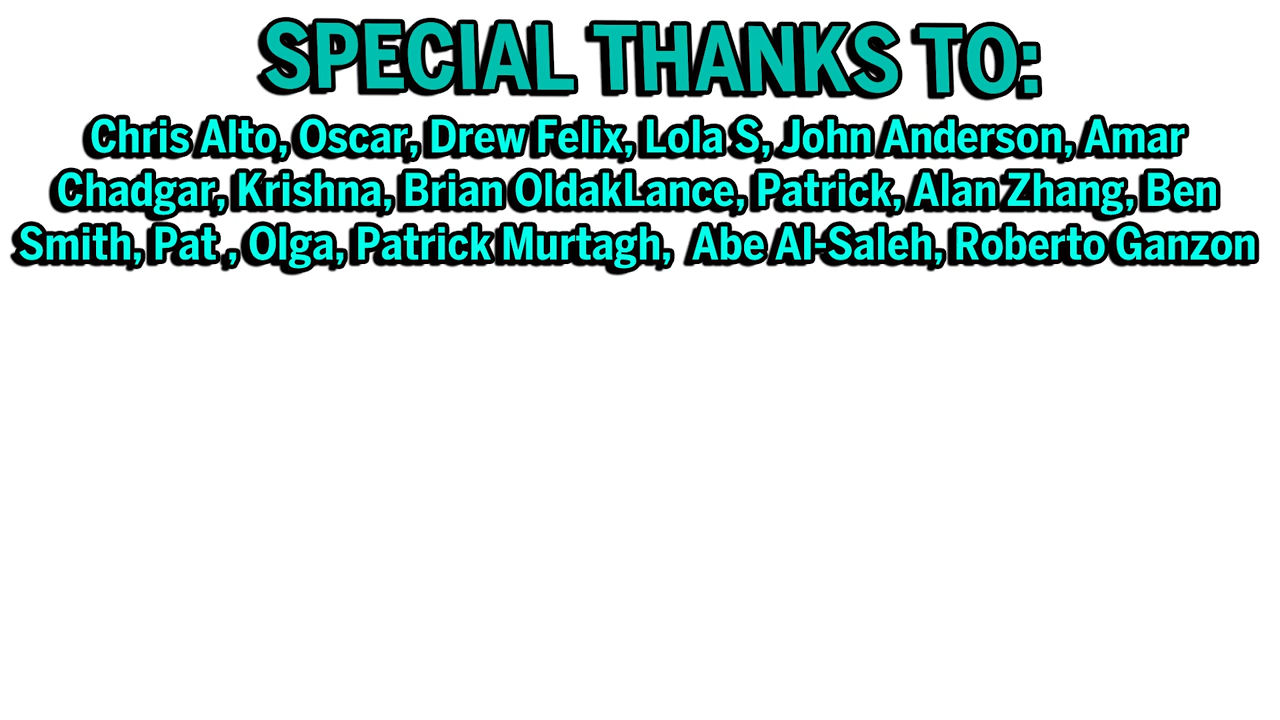 SPECIAL THANKS TO:
Chris Alto, Oscar, Drew Felix, Lola S, John Anderson, Amar
Chadgar, Krishna, Brian OldakLance, Patrick, Alan Zhang, Ben
Smith, Pat , Olga, Patrick Murtagh,  Abe Al-Saleh, Roberto Ganzon